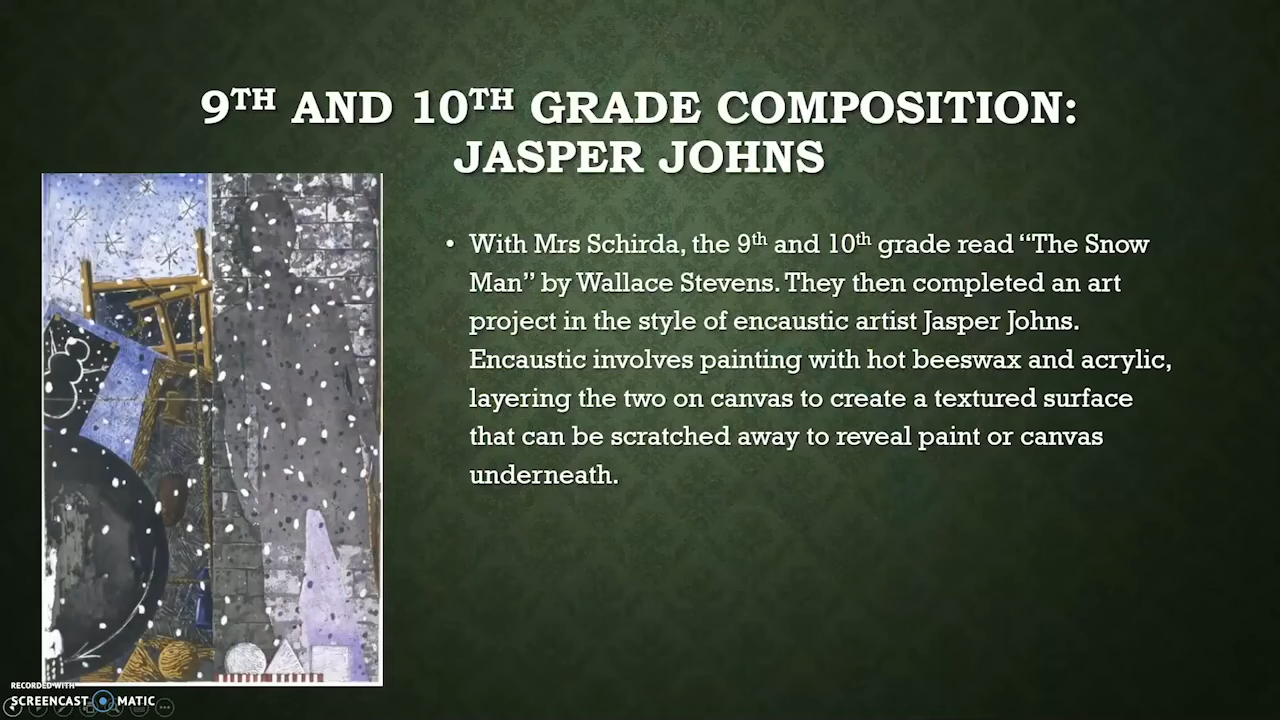 9TH AND 10TH GRADE COMPOSITION:
JASPER JOHNS
• With Mrs Schirda, the 9th and 10th grade read “The Snow
Man” by Wallace Stevens. They then completed an art
project in the style of encaustic artist Jasper Johns.
Encaustic involves painting with hot beeswax and acrylic,
layering the two on canvas to create a textured surface
that can be scratched away to reveal paint or canvas
underneath.
RECORDED WITH
SCREENCAST MATIC